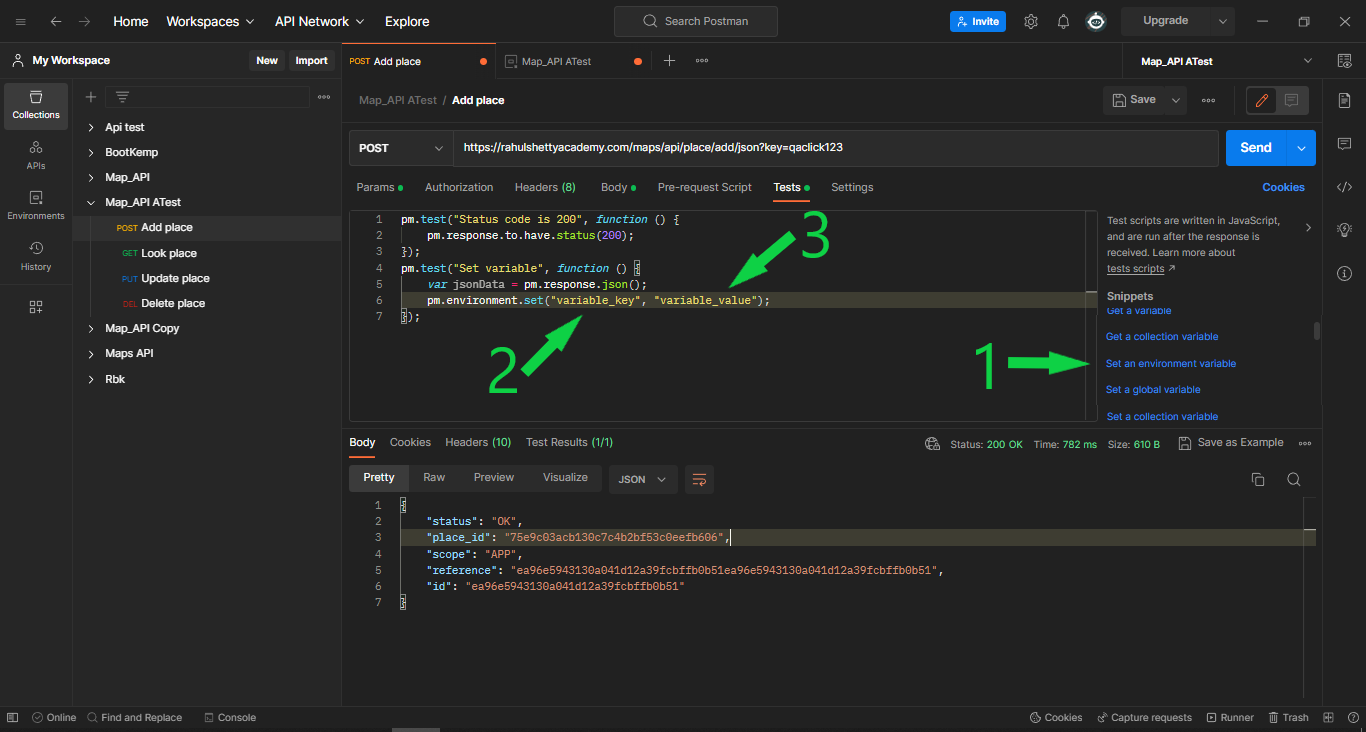 Home Workspaces API Network Explore Search Postman Invite Upgrade
My Workspace New Import POST Add place Map_API ATest Map_API ATest
Collections
APIs
Environments
History
Api test
BootKemp
Map_API
Map_API ATest
POST Add place
GET Look place
PUT Update place
DEL Delete place
Map_API Copy
Maps API
Rbk
Map_API ATest / Add place Save
POST https://rahulshettyacademy.com/maps/api/place/add/json?key=qaclick123 Send
Params Authorization Headers (8) Body Pre-request Script Tests Settings Cookies
1 pm.test("Status code is 200", function () {
2 pm.response.to.have.status(200);
3 });
4 pm.test("Set variable", function () {
5 var jsonData = pm.response.json();
6 pm.environment.set("variable_key", "variable_value");
7 });
3
2
1
Test scripts are written in JavaScript,
and are run after the response is
received. Learn more about
tests scripts
Snippets
Get a variable
Get a collection variable
Set an environment variable
Set a global variable
Set a collection variable
Body Cookies Headers (10) Test Results (1/1) Status: 200 OK Time: 782 ms Size: 610 B Save as Example
Pretty Raw Preview Visualize JSON
1 {
2 "status": "OK",
3 "place_id": "75e9c03acb130c7c4b2bf53c0eefb606",
4 "scope": "APP",
5 "reference": "ea96e5943130a041d12a39fcbffb0b51ea96e5943130a041d12a39fcbffb0b51",
6 "id": "ea96e5943130a041d12a39fcbffb0b51"
7 }
Online Find and Replace Console Cookies Capture requests Runner Trash